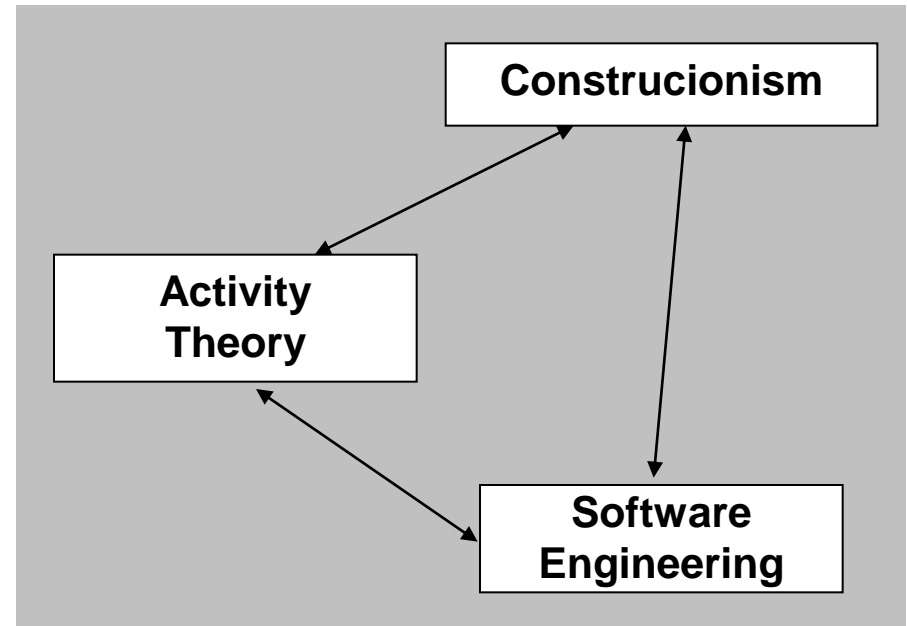 Construcionism
Activity
Theory
Software
Engineering